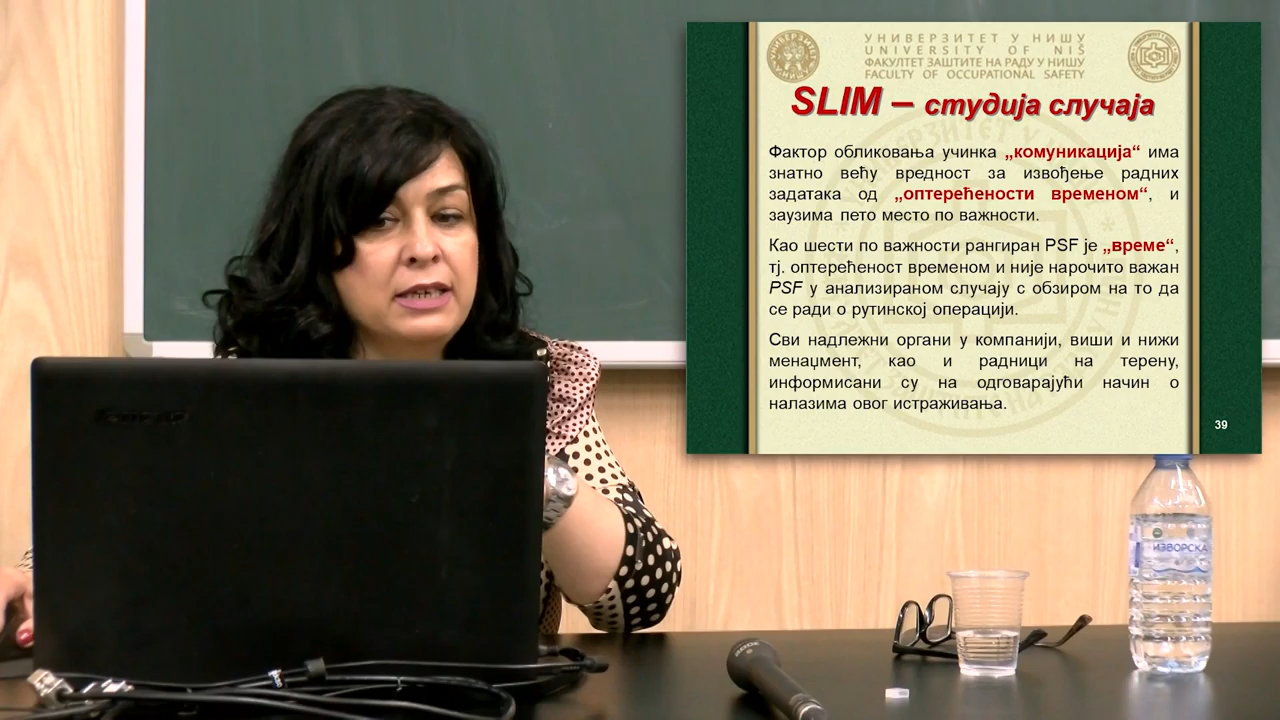 УНИВЕРЗИТЕТ У НИШУ
UNIVERSITY OF NIŠ
ФАКУЛТЕТ ЗАШТИТЕ НА РАДУ У НИШУ
FACULTY OF OCCUPATIONAL SAFETY
SLIM – студија случаја
Фактор обликовања учинка „комуникација“ има
знатно већу вредност за извођење радних
задатака од „оптерећености временом“, и
заузима пето место по важности.
Као шести по важности рангиран PSF је „време“,
тј. оптерећеност временом и није нарочито важан
PSF у анализираном случају с обзиром на то да
се ради о рутинској операцији.
Сви надлежни органи у компанији, виши и нижи
менаџмент, као и радници на терену,
информисани су на одговарајући начин о
налазима овог истраживања.
39
ИЗВОРСКА